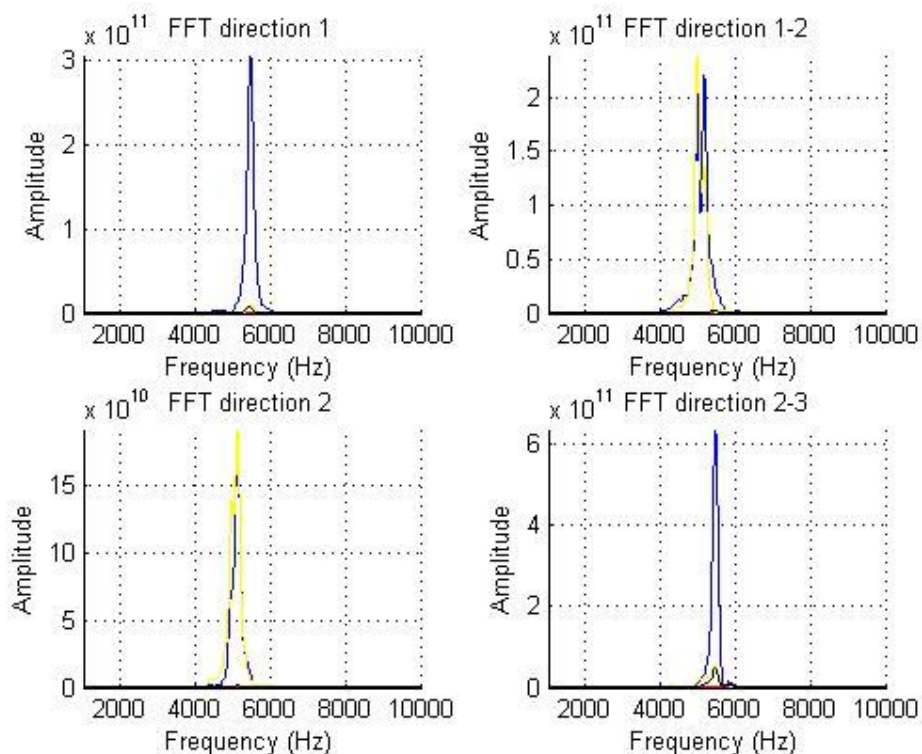 x 10^11 FFT direction 1
3
2
1
0
Amplitude
2000 4000 6000 8000 10000
Frequency (Hz)
x 10^11 FFT direction 1-2
2
1.5
1
0.5
0
Amplitude
2000 4000 6000 8000 10000
Frequency (Hz)
x 10^10 FFT direction 2
15
10
5
0
Amplitude
2000 4000 6000 8000 10000
Frequency (Hz)
x 10^11 FFT direction 2-3
6
4
2
0
Amplitude
2000 4000 6000 8000 10000
Frequency (Hz)